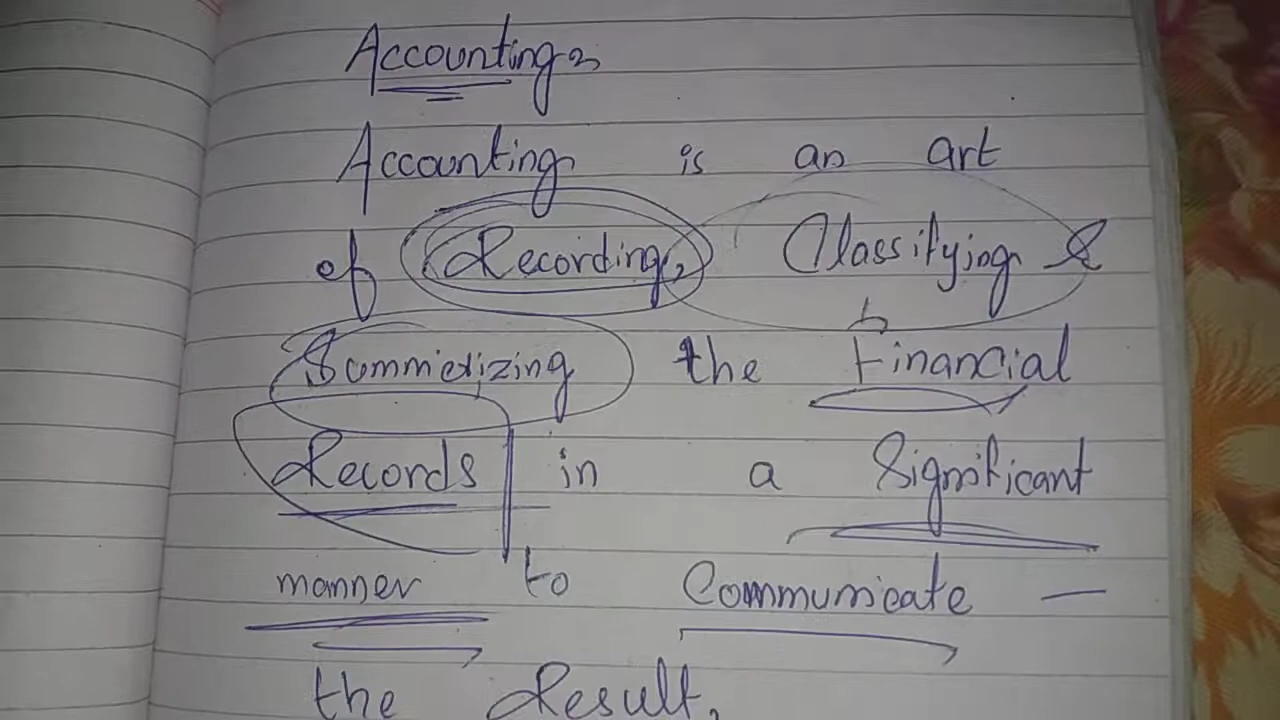 Accounting,
Accounting is an art
of Recording, Classifying &
Summerizing the Financial
Records in a Significant
manner to Communicate —
the Result,